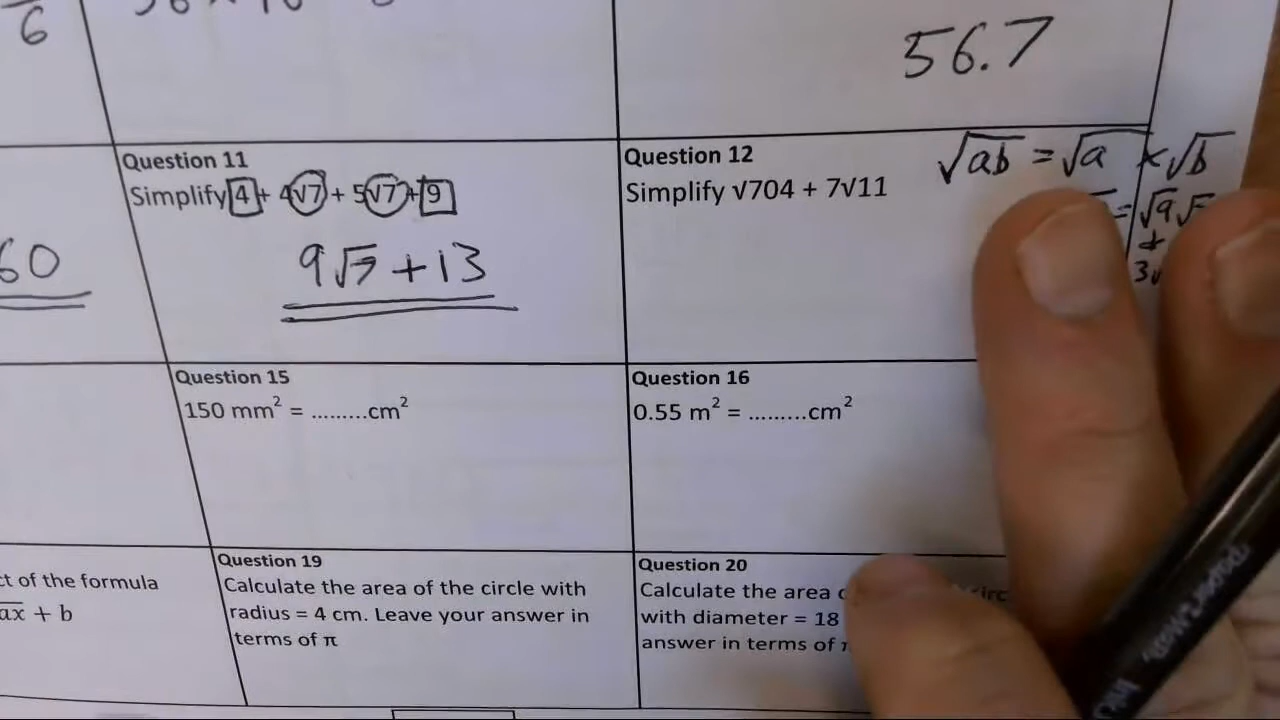 6
56.7
Question 11
Simplify 4 + 4√7 + 5√7 + 9
9√7 + 13
Question 12
Simplify √704 + 7√11
√ab = √a × √b
= √9 √
3
60
Question 15
150 mm² = .........cm²
Question 16
0.55 m² = .........cm²
ct of the formula
ax + b
Question 19
Calculate the area of the circle with
radius = 4 cm. Leave your answer in
terms of π
Question 20
Calculate the area
with diameter = 18
answer in terms of